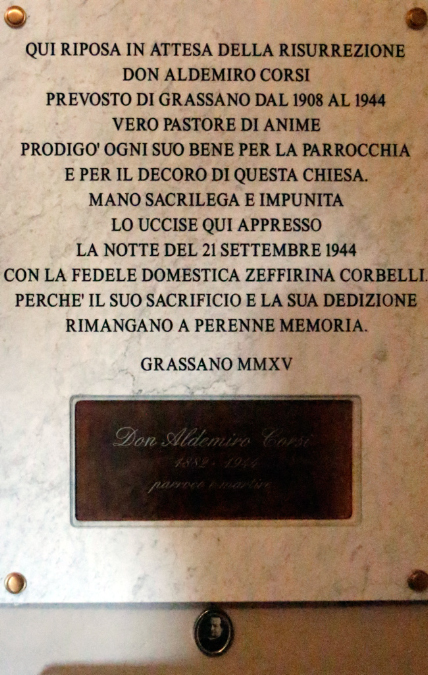 QUI RIPOSA IN ATTESA DELLA RISURREZIONE
DON ALDEMIRO CORSI
PREVOSTO DI GRASSANO DAL 1908 AL 1944
VERO PASTORE DI ANIME
PRODIGO' OGNI SUO BENE PER LA PARROCCHIA
E PER IL DECORO DI QUESTA CHIESA.
MANO SACRILEGA E IMPUNITA
LO UCCISE QUI APPRESSO
LA NOTTE DEL 21 SETTEMBRE 1944
CON LA FEDELE DOMESTICA ZEFFIRINA CORBELLI.
PERCHE' IL SUO SACRIFICIO E LA SUA DEDIZIONE
RIMANGANO A PERENNE MEMORIA.
GRASSANO MMXV
Don Aldemiro Corsi
1882 - 1944
parroco e martire